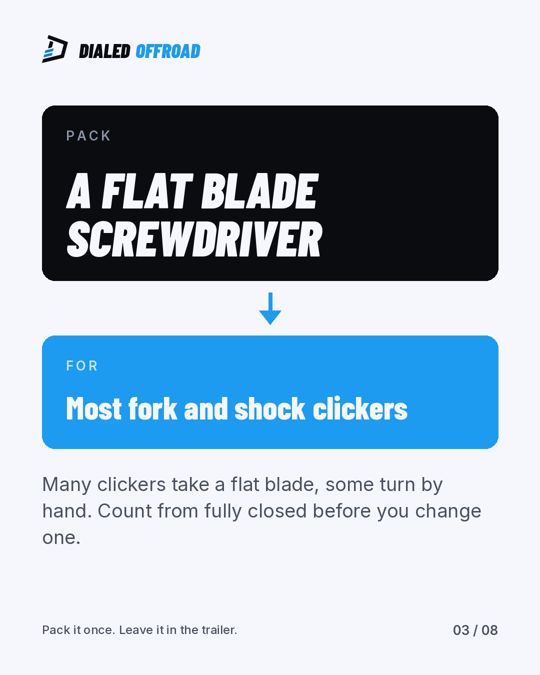 DIALED OFFROAD
PACK
A FLAT BLADE
SCREWDRIVER
FOR
Most fork and shock clickers
Many clickers take a flat blade, some turn by
hand. Count from fully closed before you change
one.
Pack it once. Leave it in the trailer.
03 / 08